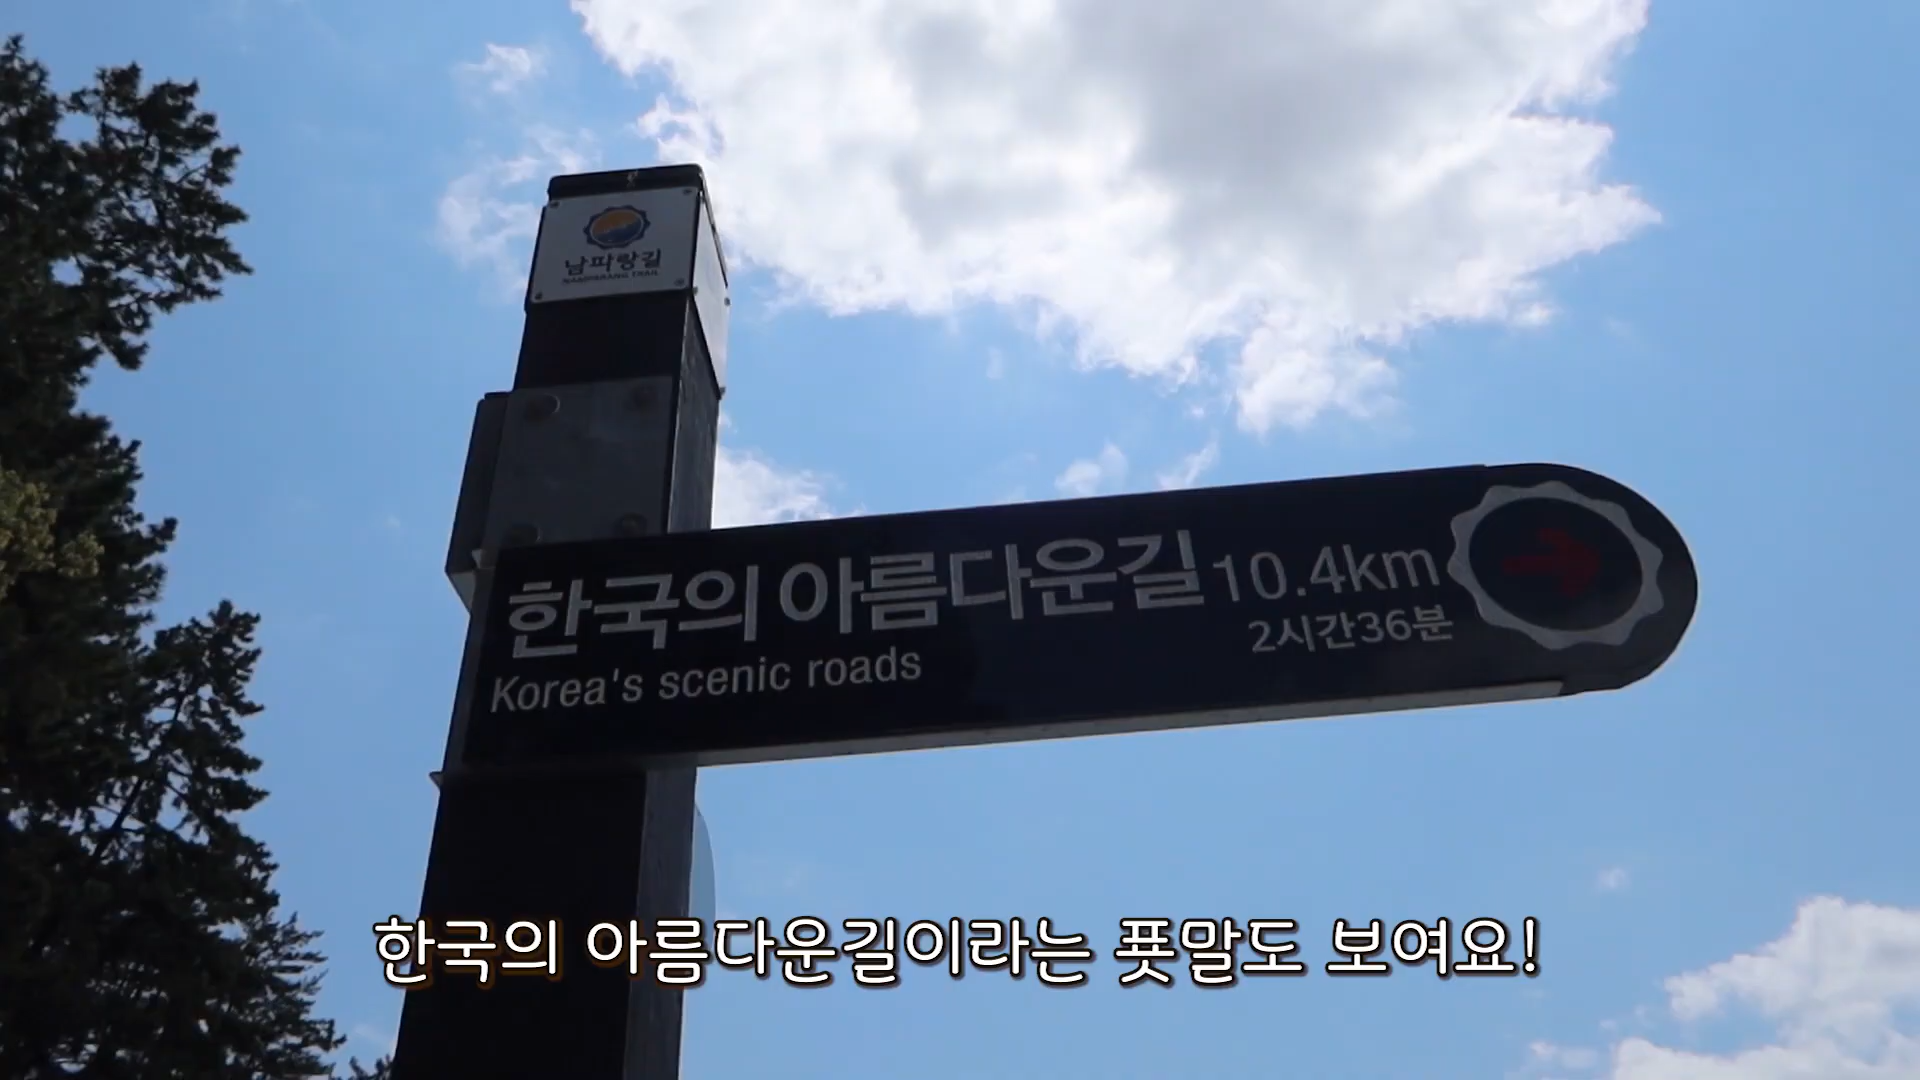 남파랑길
NAMPARANG TRAIL
한국의 아름다운길 10.4km
2시간36분
Korea's scenic roads
한국의 아름다운길이라는 푯말도 보여요!